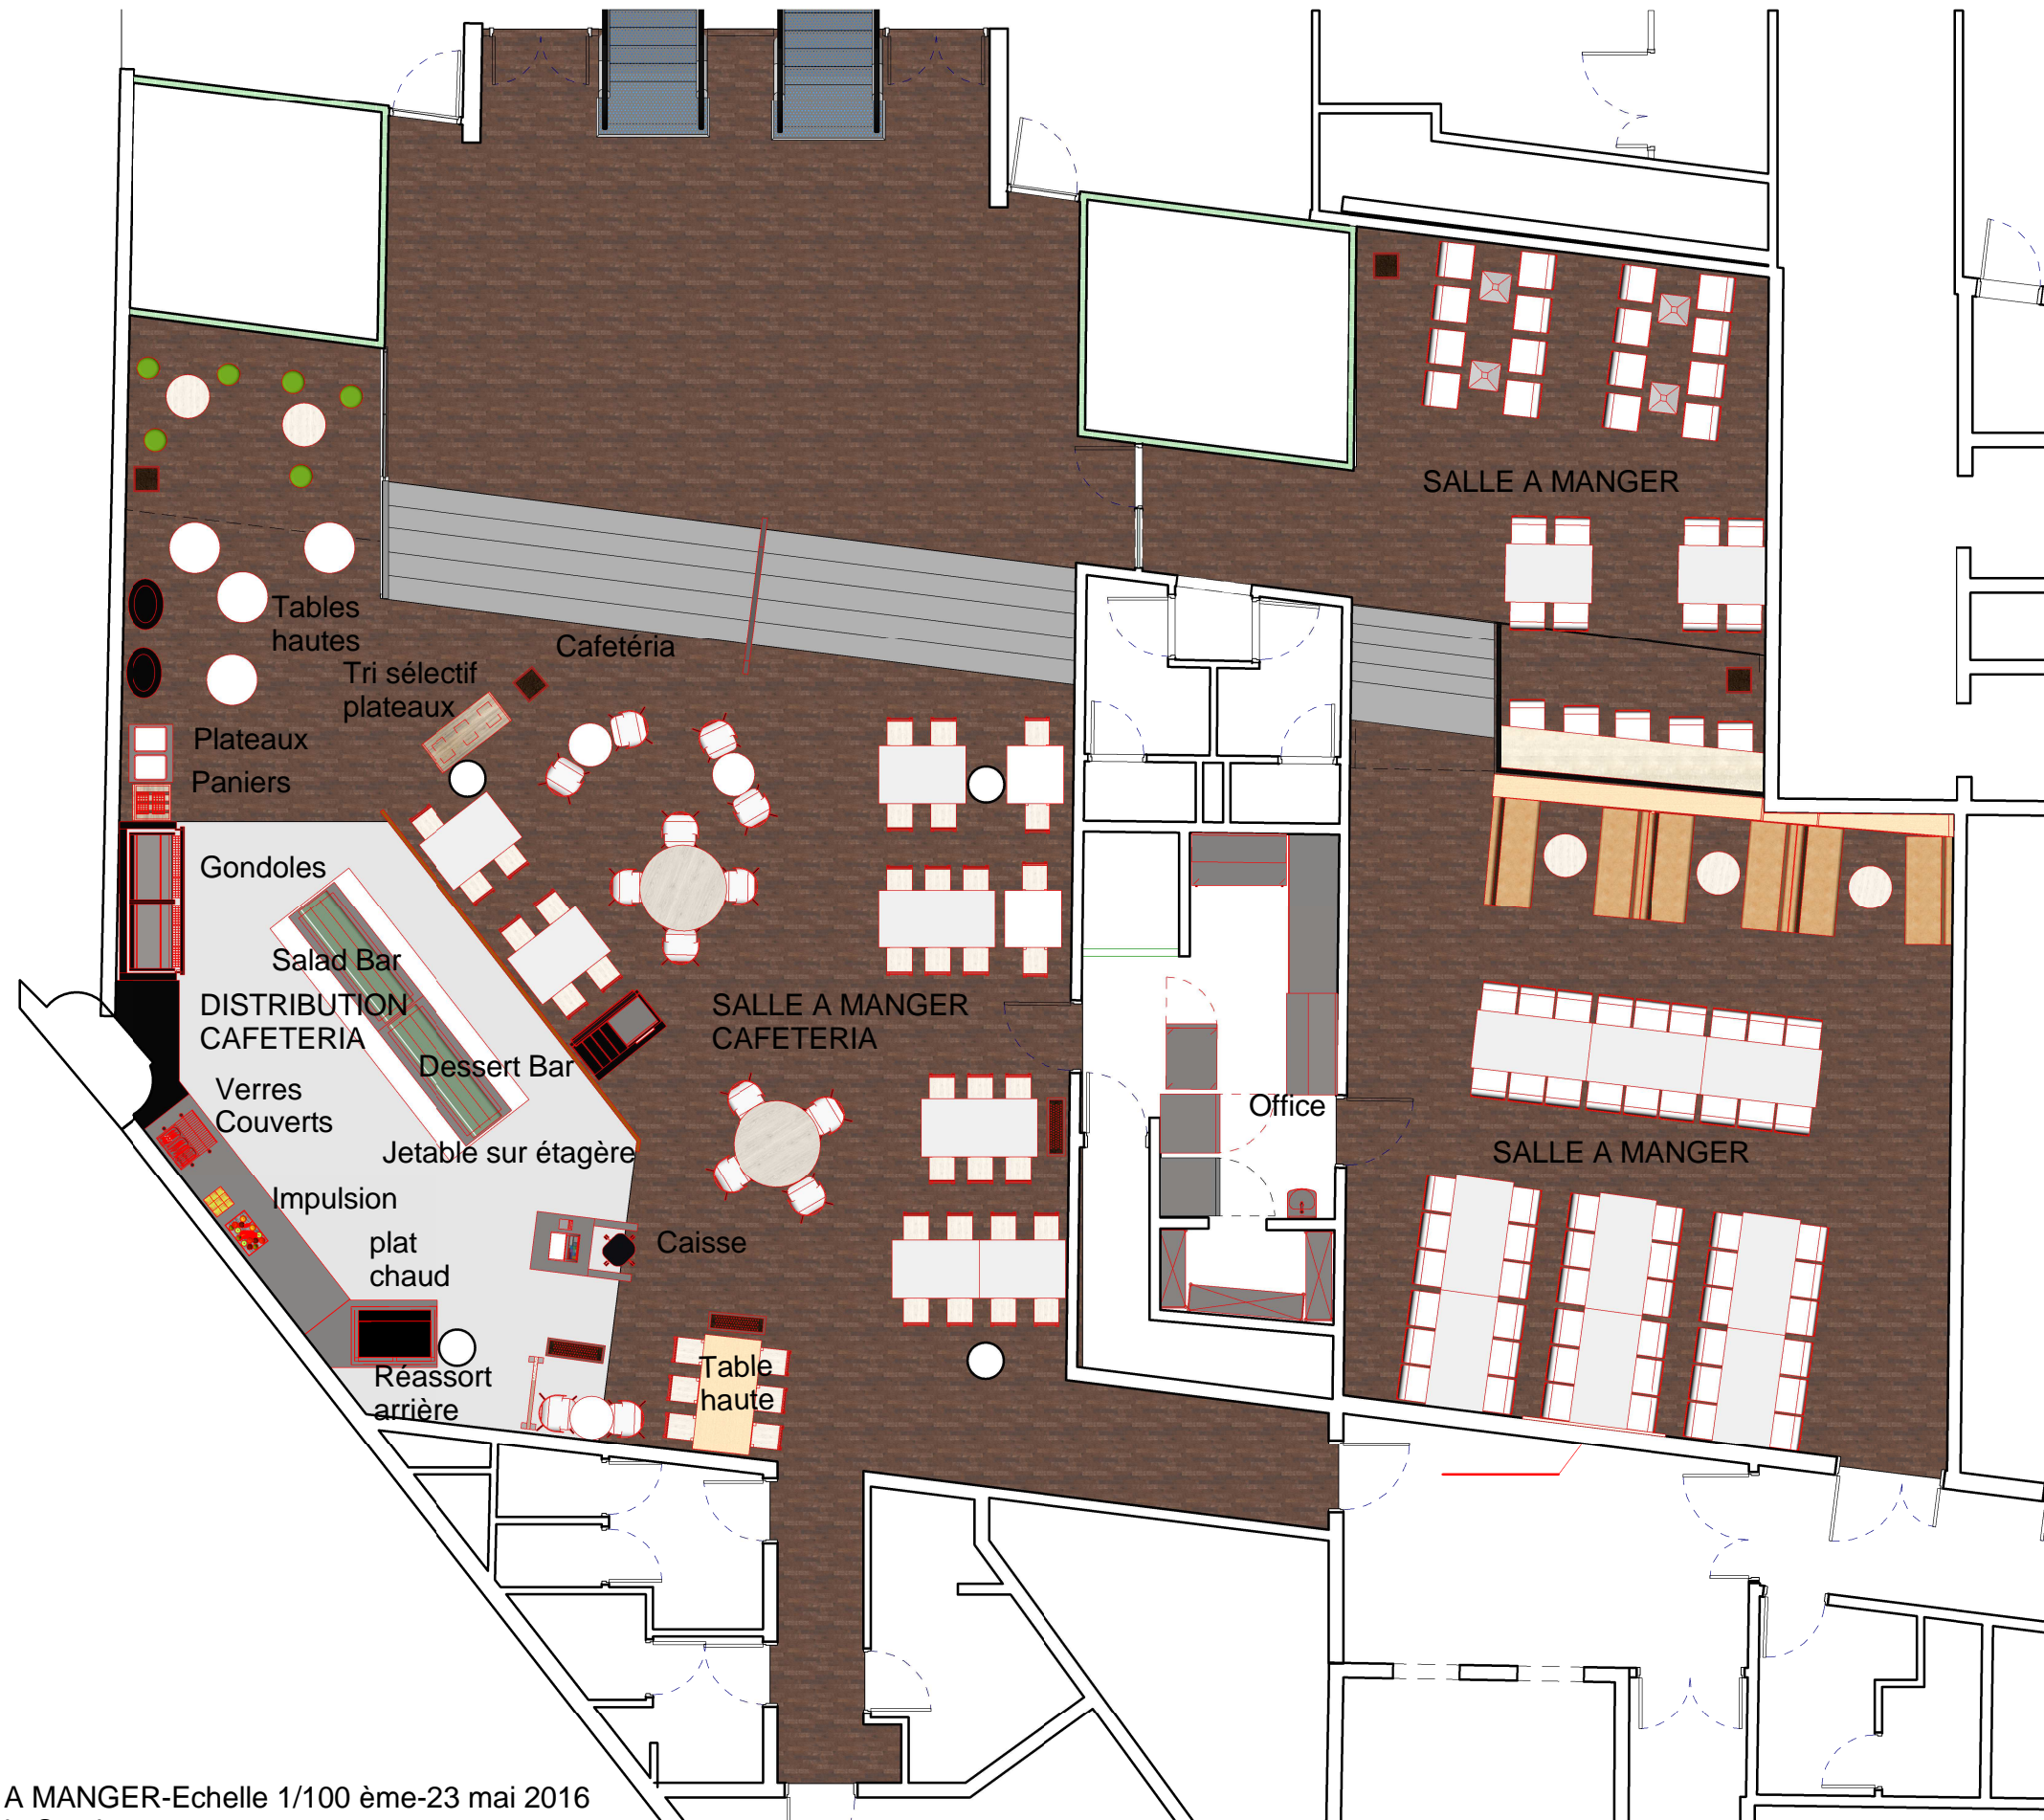 SALLE A MANGER
Tables
hautes
Cafetéria
Tri sélectif
plateaux
Plateaux
Paniers
Gondoles
Salad Bar
DISTRIBUTION
CAFETERIA
SALLE A MANGER
CAFETERIA
Dessert Bar
Verres
Couverts
Office
Jetable sur étagère
SALLE A MANGER
Impulsion
plat
chaud
Caisse
Table
haute
Réassort
arrière
A MANGER-Echelle 1/100 ème-23 mai 2016